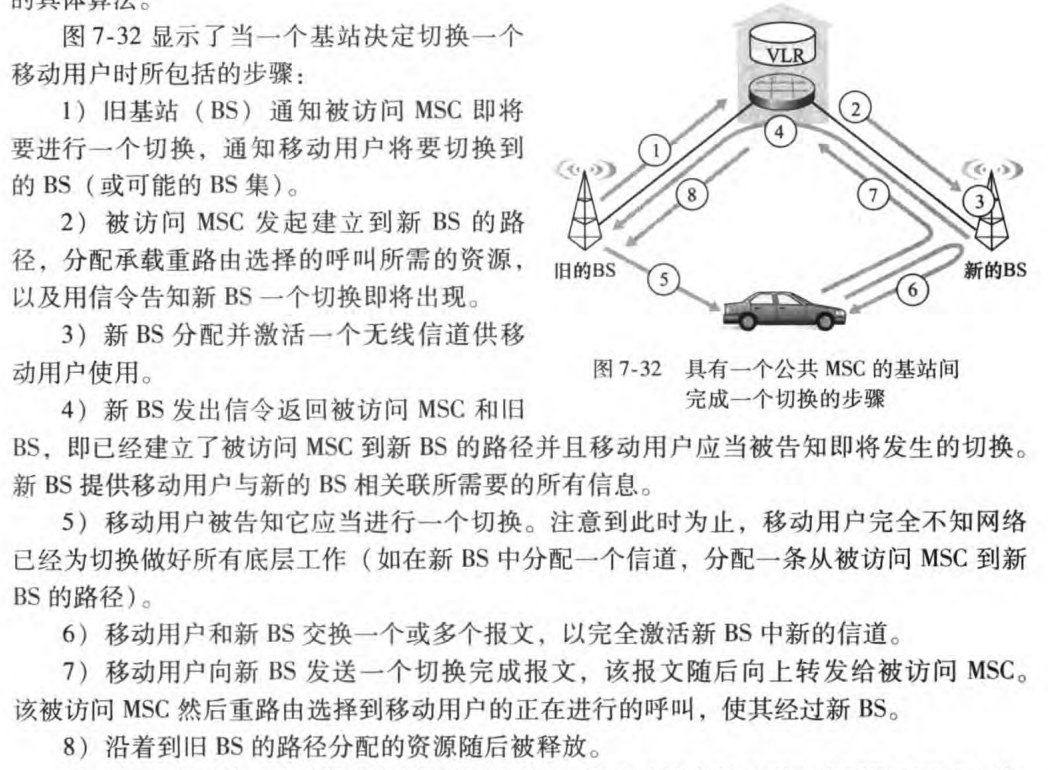 的具体算法。
图 7-32 显示了当一个基站决定切换一个
移动用户时所包括的步骤：
1）旧基站（BS）通知被访问 MSC 即将
要进行一个切换，通知移动用户将要切换到
的 BS（或可能的 BS 集）。
2）被访问 MSC 发起建立到新 BS 的路
径，分配承载重路由选择的呼叫所需的资源，
以及用信令告知新 BS 一个切换即将出现。
3）新 BS 分配并激活一个无线信道供移
动用户使用。
4）新 BS 发出信令返回被访问 MSC 和旧
VLR
1
2
3
4
5
6
7
8
旧的BS
新的BS
图 7-32 具有一个公共 MSC 的基站间
完成一个切换的步骤
BS，即已经建立了被访问 MSC 到新 BS 的路径并且移动用户应当被告知即将发生的切换。
新 BS 提供移动用户与新的 BS 相关联所需要的所有信息。
5）移动用户被告知它应当进行一个切换。注意到此时为止，移动用户完全不知网络
已经为切换做好所有底层工作（如在新 BS 中分配一个信道，分配一条从被访问 MSC 到新
BS 的路径）。
6）移动用户和新 BS 交换一个或多个报文，以完全激活新 BS 中新的信道。
7）移动用户向新 BS 发送一个切换完成报文，该报文随后向上转发给被访问 MSC。
该被访问 MSC 然后重路由选择到移动用户的正在进行的呼叫，使其经过新 BS。
8）沿着到旧 BS 的路径分配的资源随后被释放。